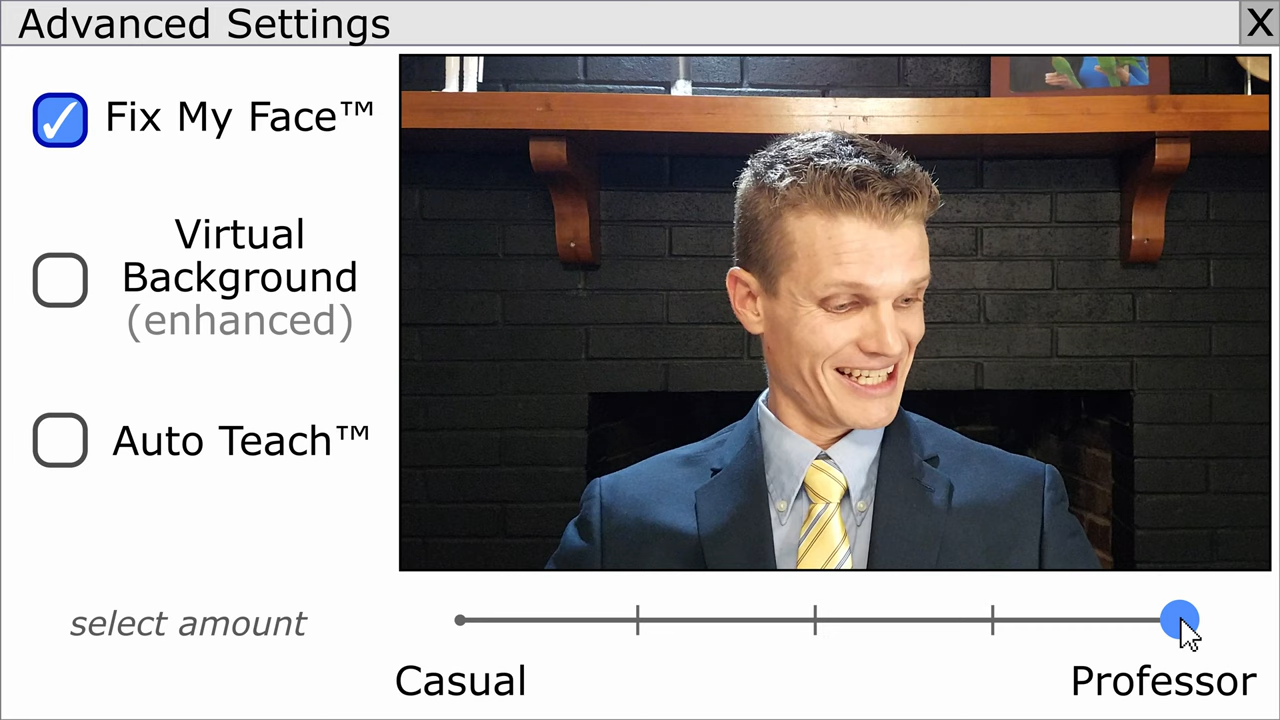 Advanced Settings
X
Fix My Face™
Virtual
Background
(enhanced)
Auto Teach™
select amount
Casual
Professor